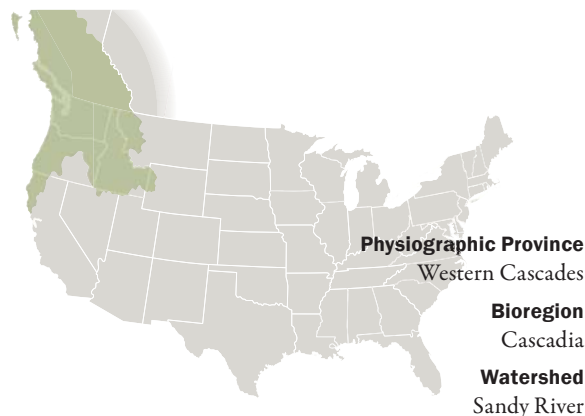 Physiographic Province
Western Cascades
Bioregion
Cascadia
Watershed
Sandy River